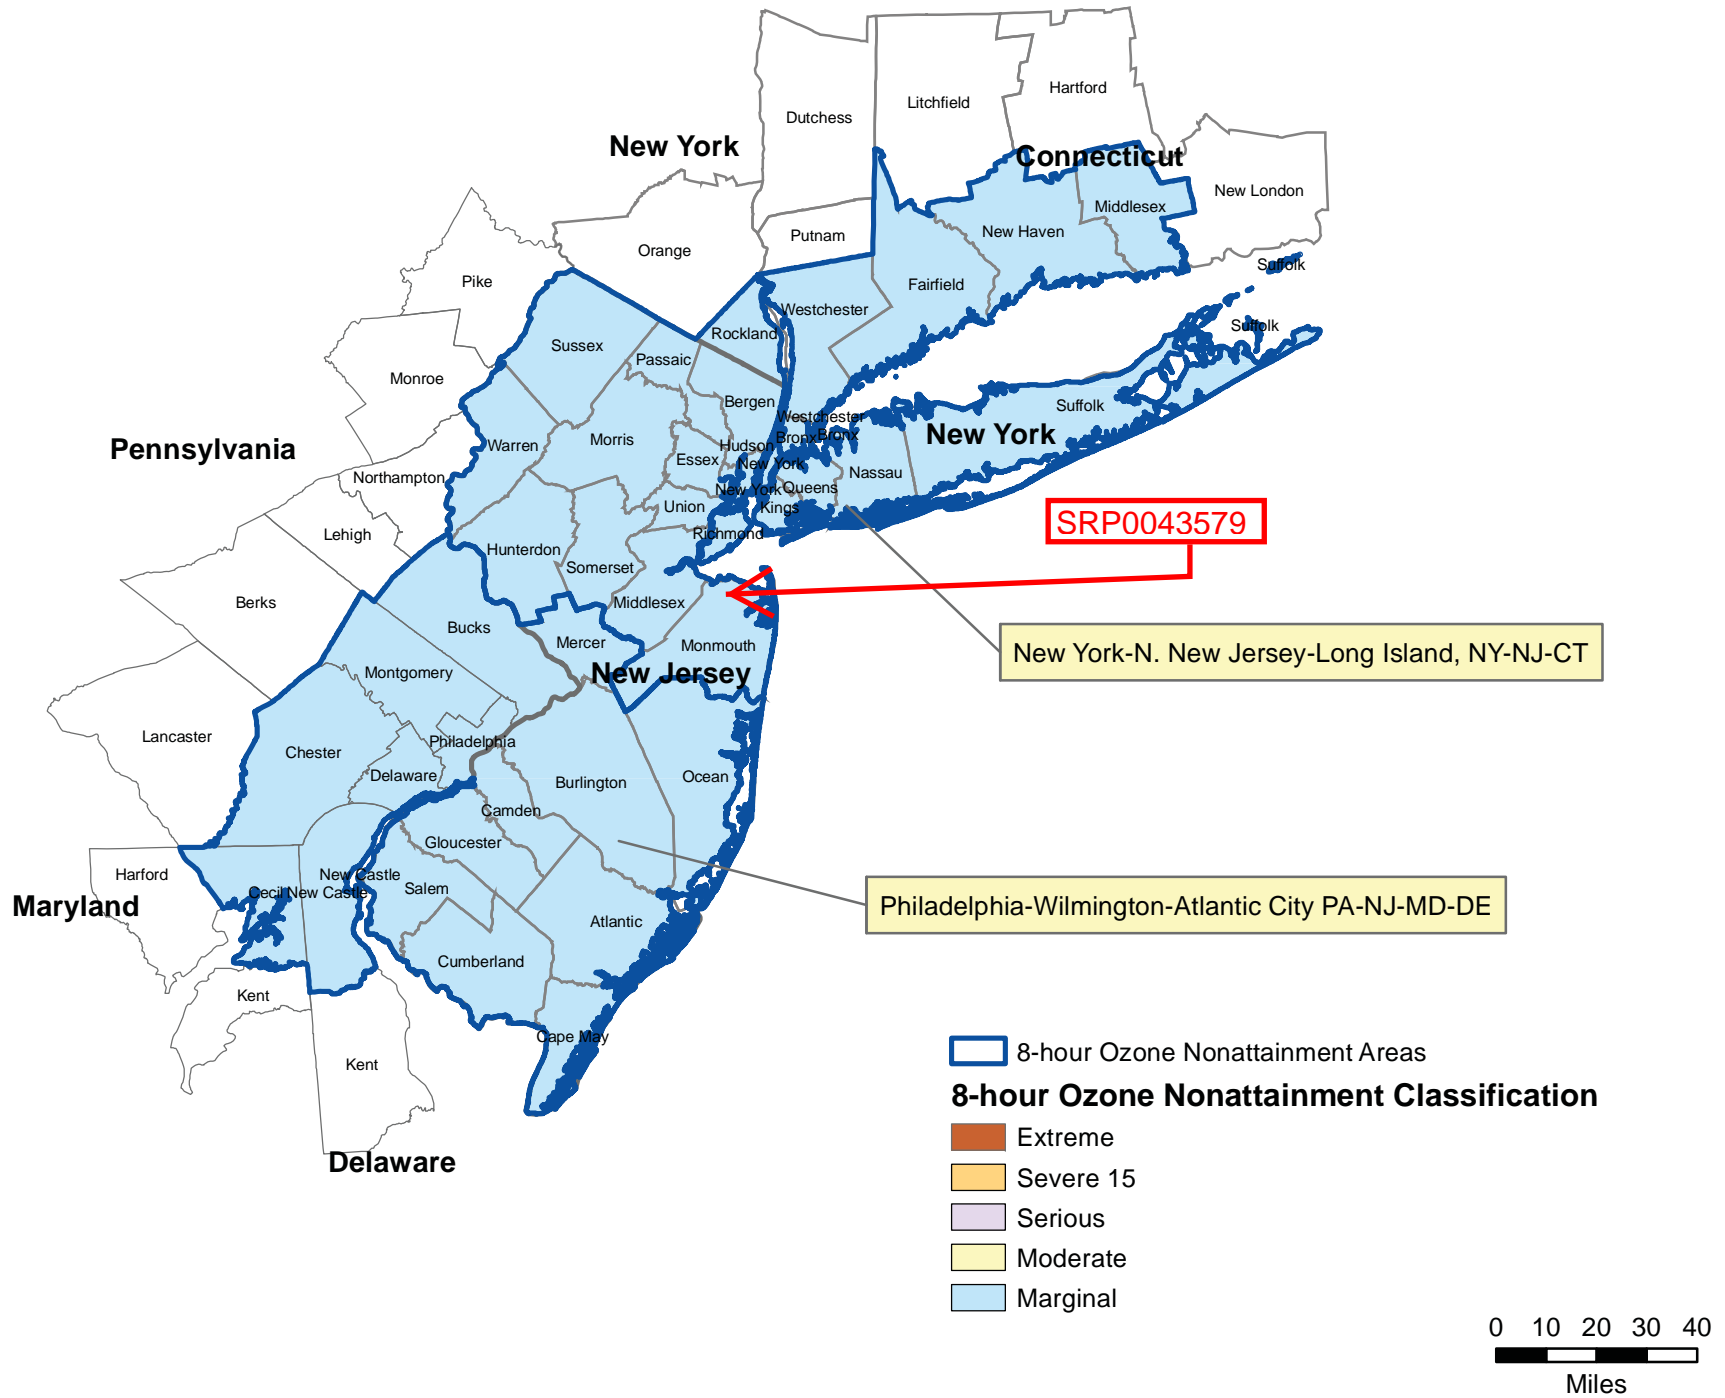 Hartford
Litchfield
Dutchess
New York
Connecticut
New London
Middlesex
New Haven
Putnam
Orange
Suffolk
Pike
Fairfield
Westchester
Suffolk
Rockland
Sussex
Passaic
Monroe
Bergen
Suffolk
Westchester
New York
Bronx
Bronx
Morris
Warren
Hudson
Pennsylvania
Essex
New York
Nassau
Northampton
New York
Queens
Union
Kings
SRP0043579
Lehigh
Richmond
Hunterdon
Somerset
Berks
Middlesex
Bucks
Mercer
Monmouth
New York-N. New Jersey-Long Island, NY-NJ-CT
Montgomery
New Jersey
Lancaster
Philadelphia
Chester
Delaware
Burlington
Ocean
Camden
Gloucester
Harford
New Castle
Salem
Cecil
New Castle
Maryland
Philadelphia-Wilmington-Atlantic City PA-NJ-MD-DE
Atlantic
Cumberland
Kent
Cape May
Kent
Delaware
8-hour Ozone Nonattainment Areas
8-hour Ozone Nonattainment Classification
Extreme
Severe 15
Serious
Moderate
Marginal
0 10 20 30 40
Miles